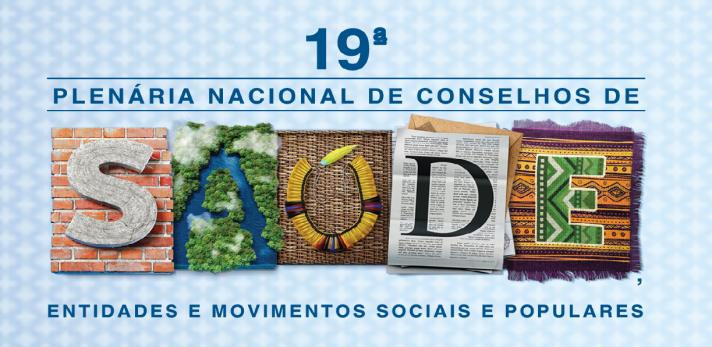 19ª
PLENÁRIA NACIONAL DE CONSELHOS DE
SAÚDE,
ENTIDADES E MOVIMENTOS SOCIAIS E POPULARES